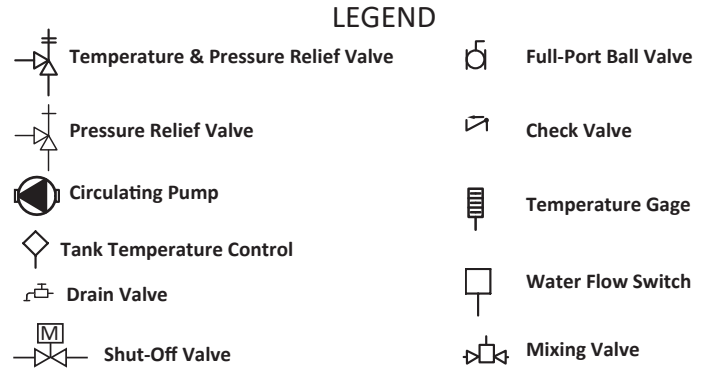 LEGEND
Temperature & Pressure Relief Valve
Full-Port Ball Valve
Pressure Relief Valve
Check Valve
Circulating Pump
Temperature Gage
Tank Temperature Control
Drain Valve
Water Flow Switch
M
Shut-Off Valve
Mixing Valve